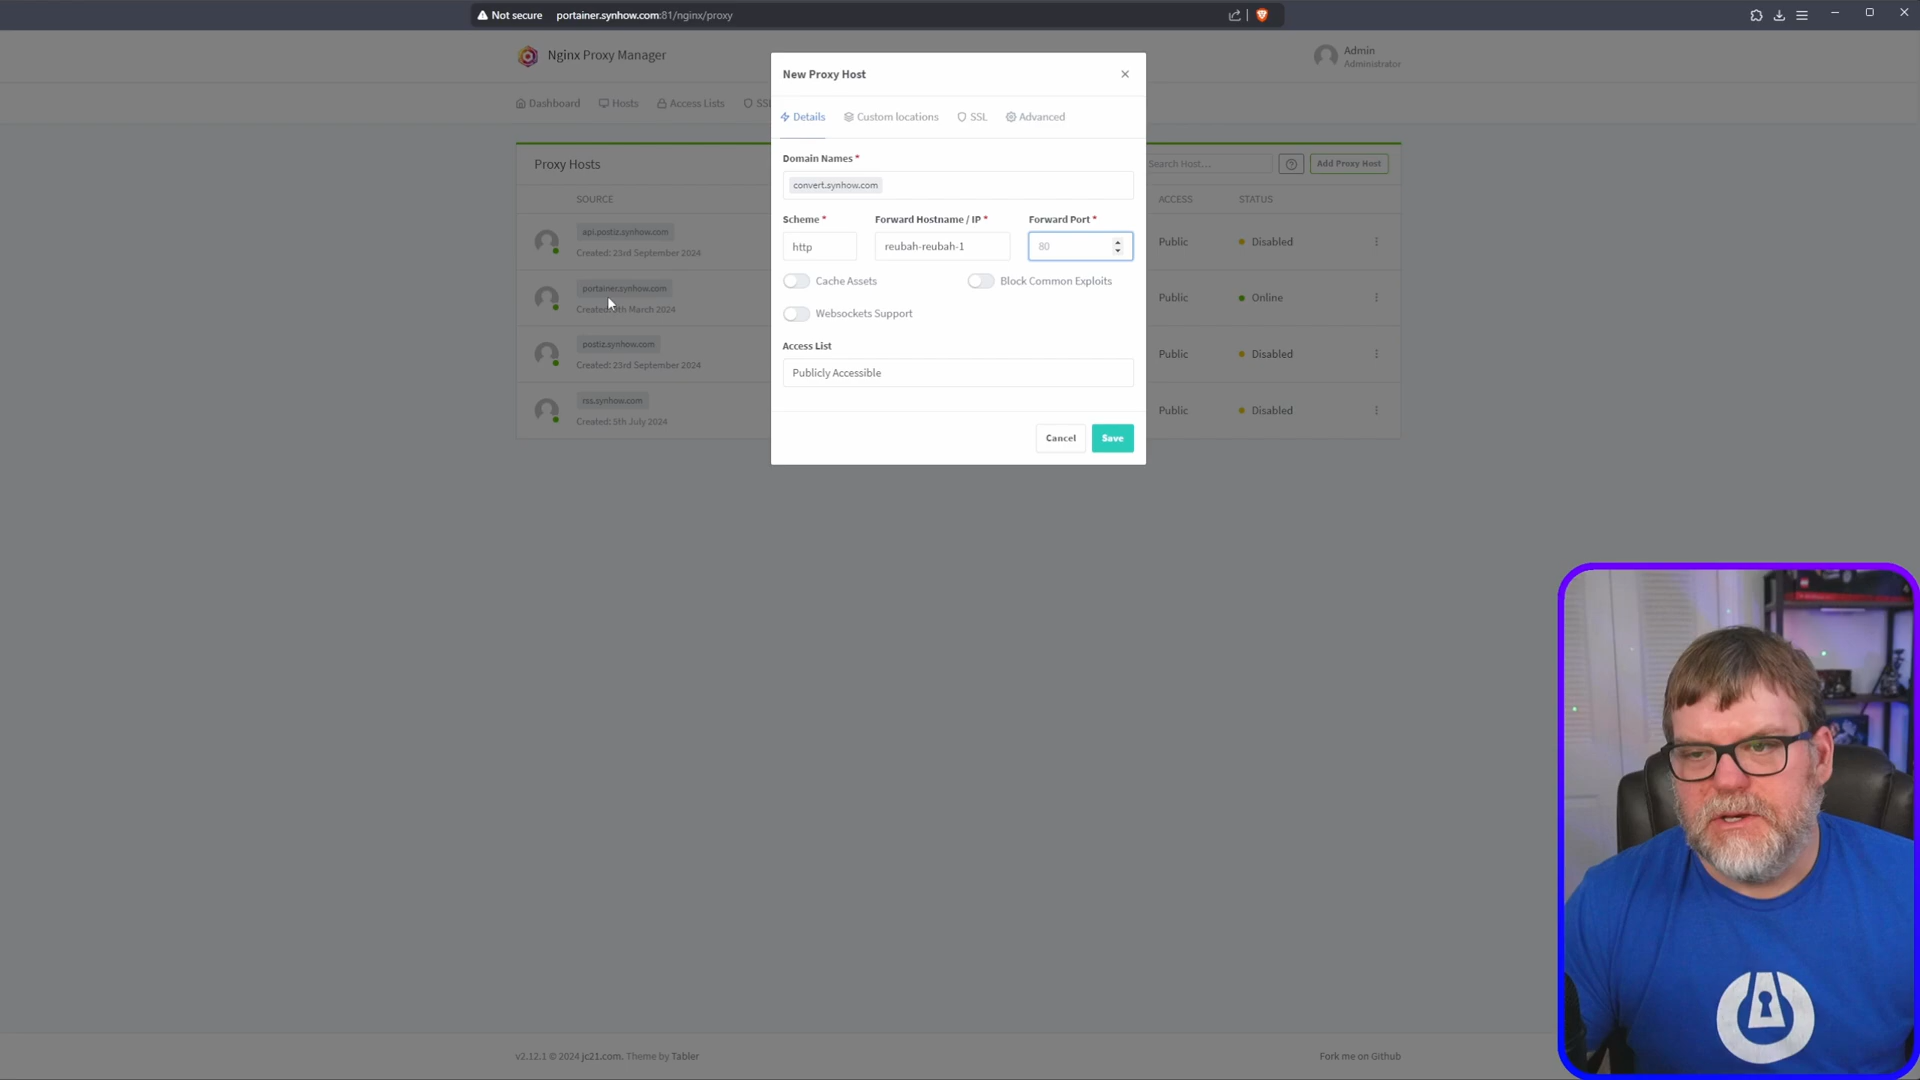 Not secure portainer.synhow.com:81/nginx/proxy
Nginx Proxy Manager
Admin
Administrator
Dashboard Hosts Access Lists SSL
Proxy Hosts
Search Host...
Add Proxy Host
SOURCE
ACCESS
STATUS
api.postiz.synhow.com
Created: 23rd September 2024
Public
Disabled
portainer.synhow.com
March 2024
Public
Online
postiz.synhow.com
Created: 23rd September 2024
Public
Disabled
rss.synhow.com
Created: 5th July 2024
Public
Disabled
New Proxy Host
Details Custom locations SSL Advanced
Domain Names *
convert.synhow.com
Scheme * Forward Hostname / IP * Forward Port *
http reubah-reubah-1 80
Cache Assets Block Common Exploits
Websockets Support
Access List
Publicly Accessible
Cancel Save
v2.12.1 © 2024 jc21.com. Theme by Tabler
Fork me on Github